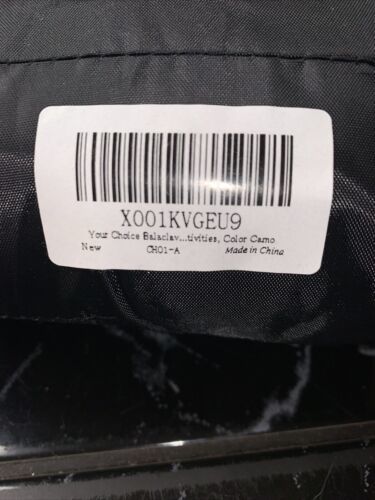 X001KVGEU9
Your Choice Balaclav...tivities, Color Camo
New CH01-A Made in China